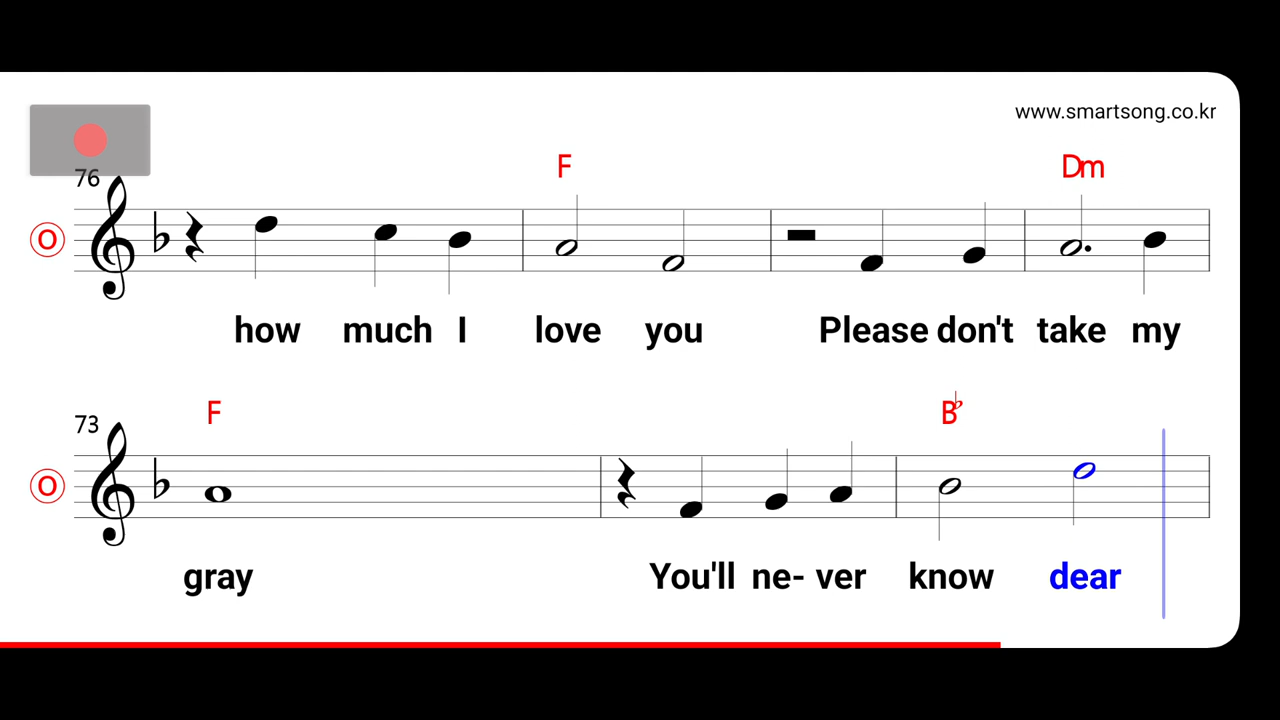 www.smartsong.co.kr
F Dm
76
O
how much I love you Please don't take my
F B♭
73
O
gray You'll ne- ver know dear